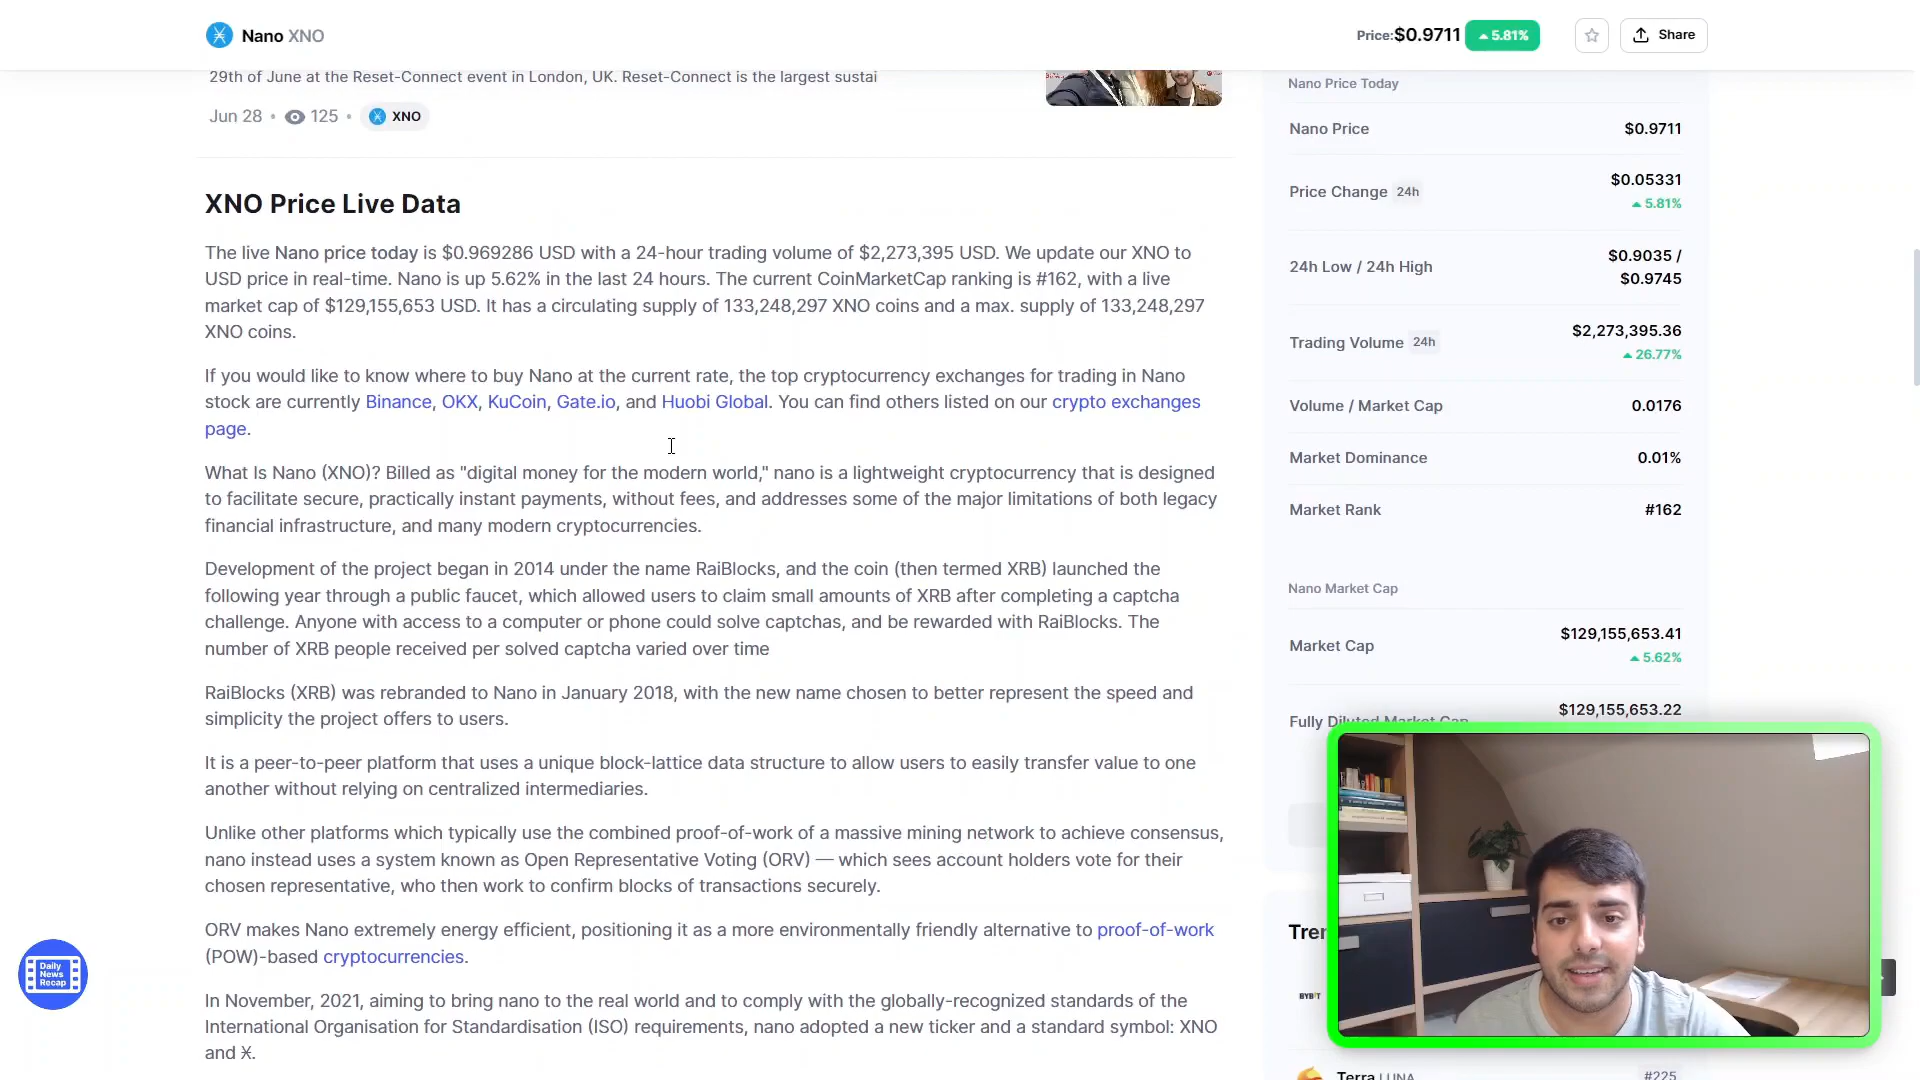 Nano XNO
Price:$0.9711 5.81%
Share
29th of June at the Reset-Connect event in London, UK. Reset-Connect is the largest sustai
Jun 28 • 125 • XNO
XNO Price Live Data
The live Nano price today is $0.969286 USD with a 24-hour trading volume of $2,273,395 USD. We update our XNO to
USD price in real-time. Nano is up 5.62% in the last 24 hours. The current CoinMarketCap ranking is #162, with a live
market cap of $129,155,653 USD. It has a circulating supply of 133,248,297 XNO coins and a max. supply of 133,248,297
XNO coins.
If you would like to know where to buy Nano at the current rate, the top cryptocurrency exchanges for trading in Nano
stock are currently Binance, OKX, KuCoin, Gate.io, and Huobi Global. You can find others listed on our crypto exchanges
page.
What Is Nano (XNO)? Billed as "digital money for the modern world," nano is a lightweight cryptocurrency that is designed
to facilitate secure, practically instant payments, without fees, and addresses some of the major limitations of both legacy
financial infrastructure, and many modern cryptocurrencies.
Development of the project began in 2014 under the name RaiBlocks, and the coin (then termed XRB) launched the
following year through a public faucet, which allowed users to claim small amounts of XRB after completing a captcha
challenge. Anyone with access to a computer or phone could solve captchas, and be rewarded with RaiBlocks. The
number of XRB people received per solved captcha varied over time
RaiBlocks (XRB) was rebranded to Nano in January 2018, with the new name chosen to better represent the speed and
simplicity the project offers to users.
It is a peer-to-peer platform that uses a unique block-lattice data structure to allow users to easily transfer value to one
another without relying on centralized intermediaries.
Unlike other platforms which typically use the combined proof-of-work of a massive mining network to achieve consensus,
nano instead uses a system known as Open Representative Voting (ORV) — which sees account holders vote for their
chosen representative, who then work to confirm blocks of transactions securely.
ORV makes Nano extremely energy efficient, positioning it as a more environmentally friendly alternative to proof-of-work
(POW)-based cryptocurrencies.
In November, 2021, aiming to bring nano to the real world and to comply with the globally-recognized standards of the
International Organisation for Standardisation (ISO) requirements, nano adopted a new ticker and a standard symbol: XNO
and Ӿ.
Daily
News
Recap
Nano Price Today
Nano Price $0.9711
Price Change 24h $0.05331
5.81%
24h Low / 24h High $0.9035 /
$0.9745
Trading Volume 24h $2,273,395.36
26.77%
Volume / Market Cap 0.0176
Market Dominance 0.01%
Market Rank #162
Nano Market Cap
Market Cap $129,155,653.41
5.62%
Fully Diluted Market Cap $129,155,653.22
Tren
BYBIT
Terra LUNA #225